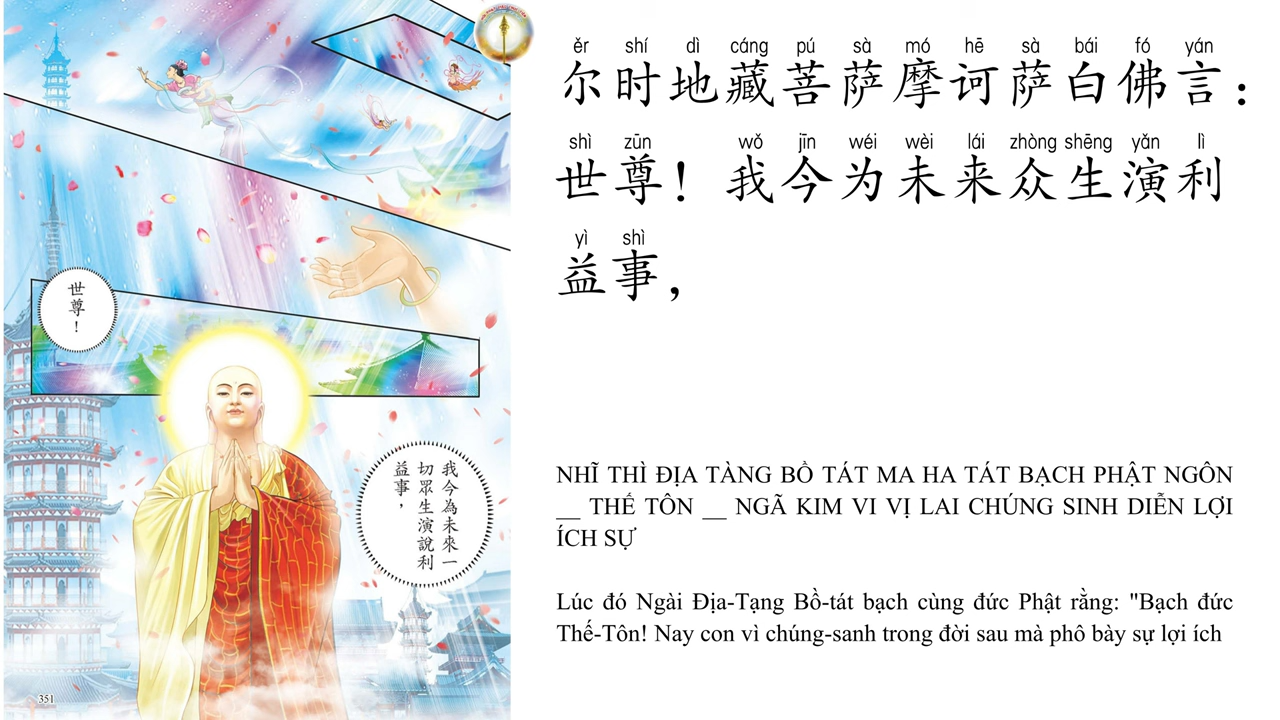 世尊！
我今為未來一
切眾生演說利
益事，
351
ěr shí dì cáng pú sà mó hē sà bái fó yán
尔时地藏菩萨摩诃萨白佛言：
shì zūn wǒ jīn wéi wèi lái zhòng shēng yǎn lì
世尊！我今为未来众生演利
yì shì
益事，
NHĨ THÌ ĐỊA TẠNG BỒ TÁT MA HA TÁT BẠCH PHẬT NGÔN
__ THẾ TÔN __ NGÃ KIM VI VỊ LAI CHÚNG SINH DIỄN LỢI
ÍCH SỰ
Lúc đó Ngài Địa-Tạng Bồ-tát bạch cùng đức Phật rằng: "Bạch đức
Thế-Tôn! Nay con vì chúng-sanh trong đời sau mà phô bày sự lợi ích